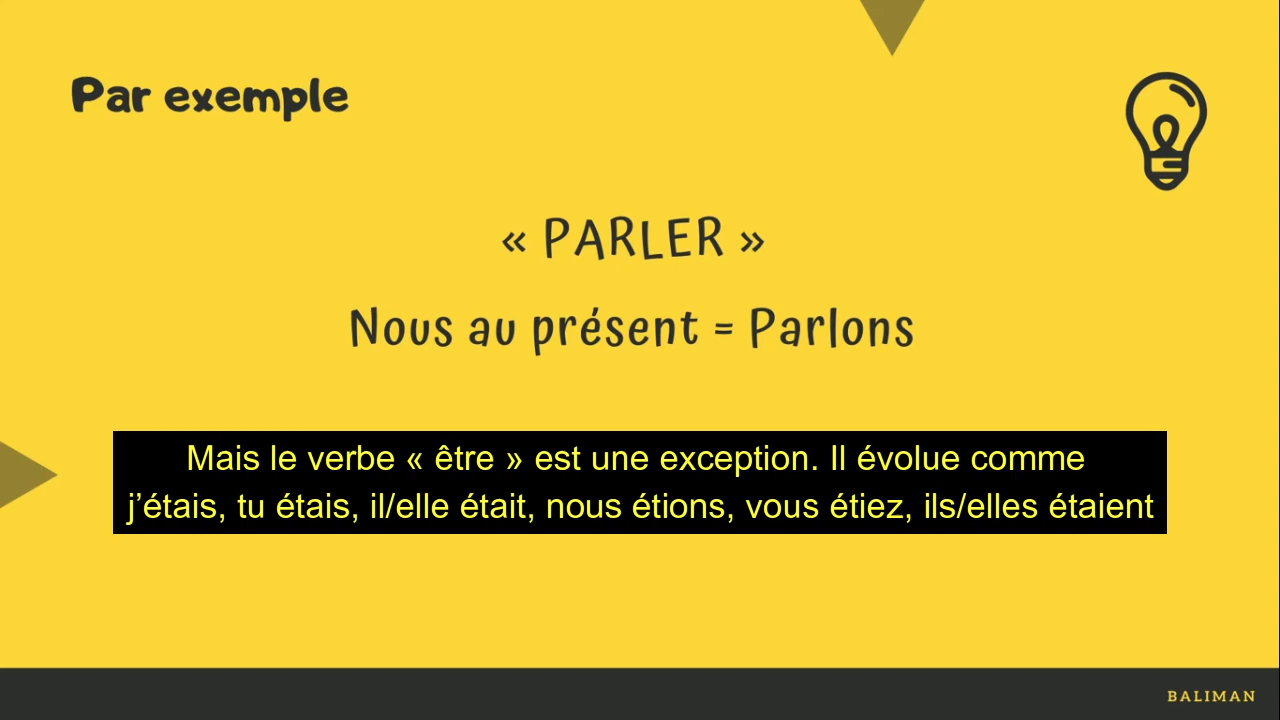 Par exemple
« PARLER »
Nous au présent = Parlons
Mais le verbe « être » est une exception. Il évolue comme
j’étais, tu étais, il/elle était, nous étions, vous étiez, ils/elles étaient
BALIMAN